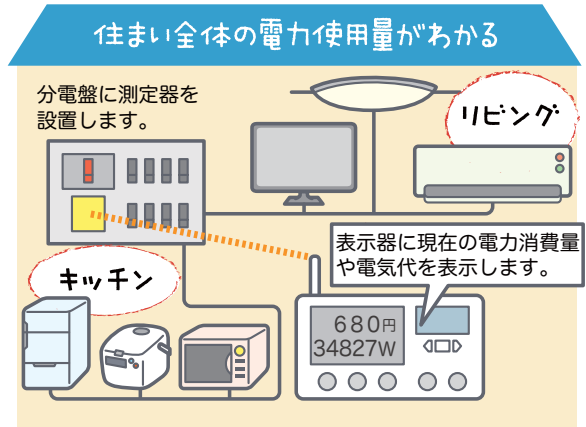 住まい全体の電力使用量がわかる
分電盤に測定器を
設置します。
リビング
表示器に現在の電力消費量
や電気代を表示します。
キッチン
680円
34827W